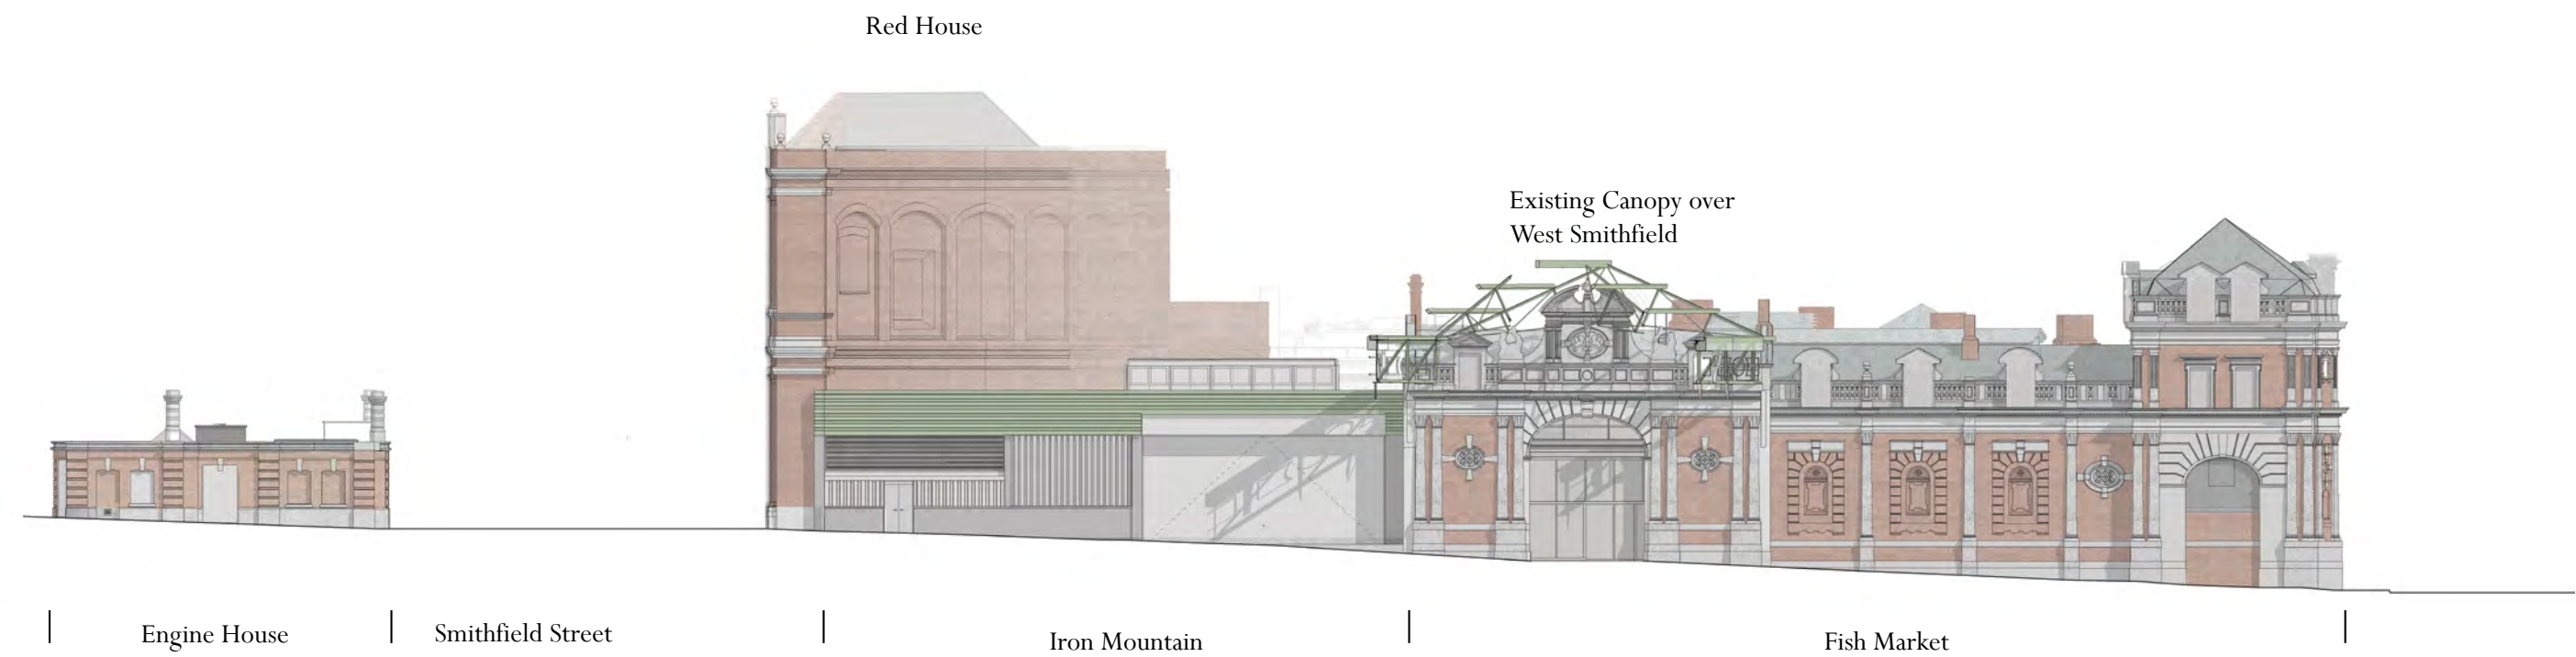 Red House
Existing Canopy over
West Smithfield
Engine House
Smithfield Street
Iron Mountain
Fish Market